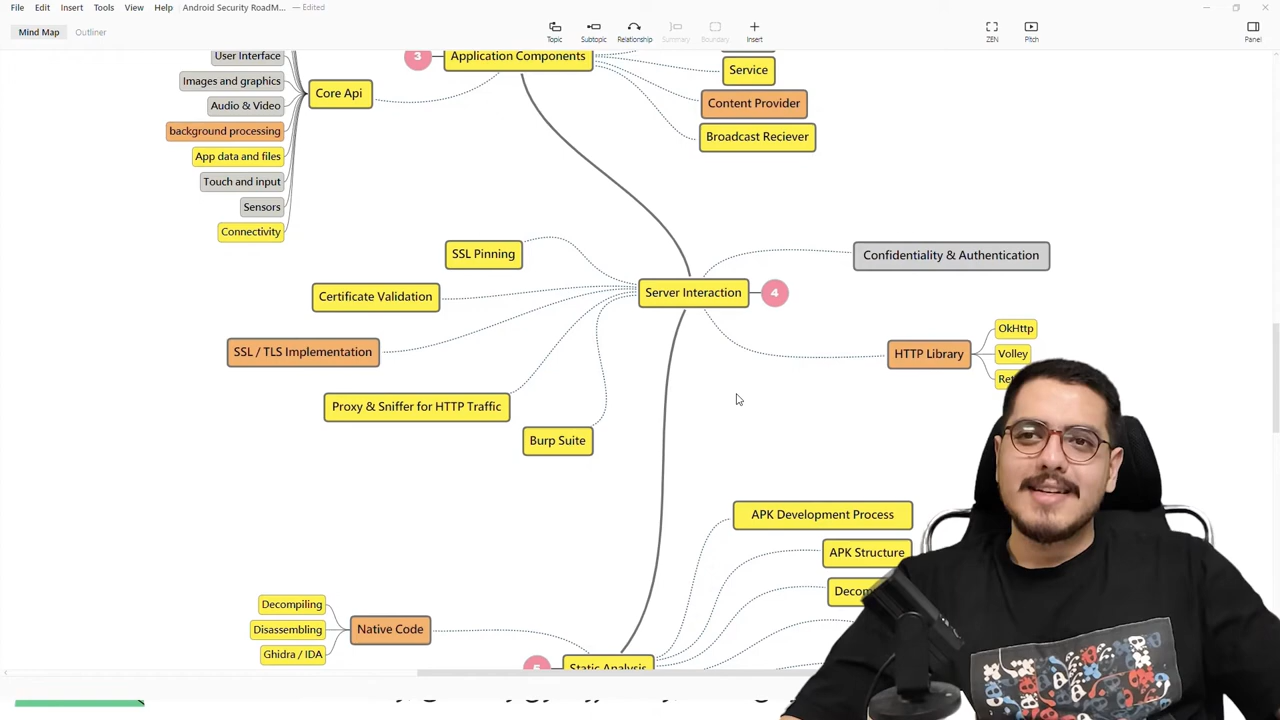 File Edit Insert Tools View Help Android Security RoadM... — Edited
Mind Map Outliner
Topic Subtopic Relationship Summary Boundary Insert ZEN Pitch Panel
3 Application Components
User Interface
Images and graphics
Core Api
Audio & Video
background processing
App data and files
Touch and input
Sensors
Connectivity
Service
Content Provider
Broadcast Reciever
SSL Pinning
Certificate Validation
SSL / TLS Implementation
Proxy & Sniffer for HTTP Traffic
Burp Suite
Server Interaction 4
Confidentiality & Authentication
HTTP Library
OkHttp
Volley
APK Development Process
APK Structure
Decompiling
Disassembling
Ghidra / IDA
Native Code
Static Analysis